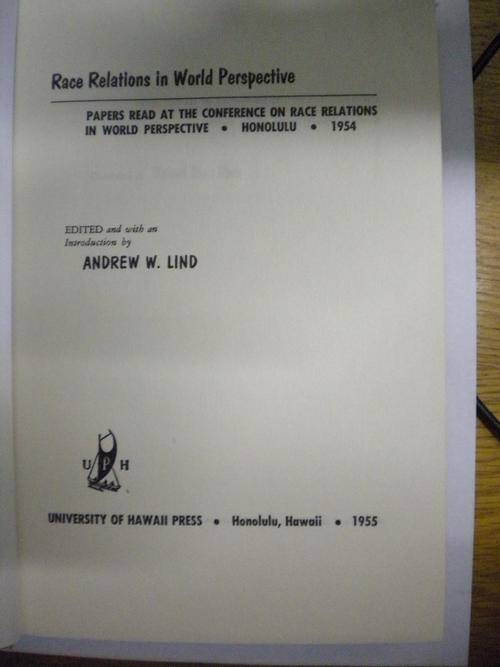 Race Relations in World Perspective
PAPERS READ AT THE CONFERENCE ON RACE RELATIONS
IN WORLD PERSPECTIVE • HONOLULU • 1954
EDITED and with an
Introduction by
ANDREW W. LIND
U P H
UNIVERSITY OF HAWAII PRESS • Honolulu, Hawaii • 1955